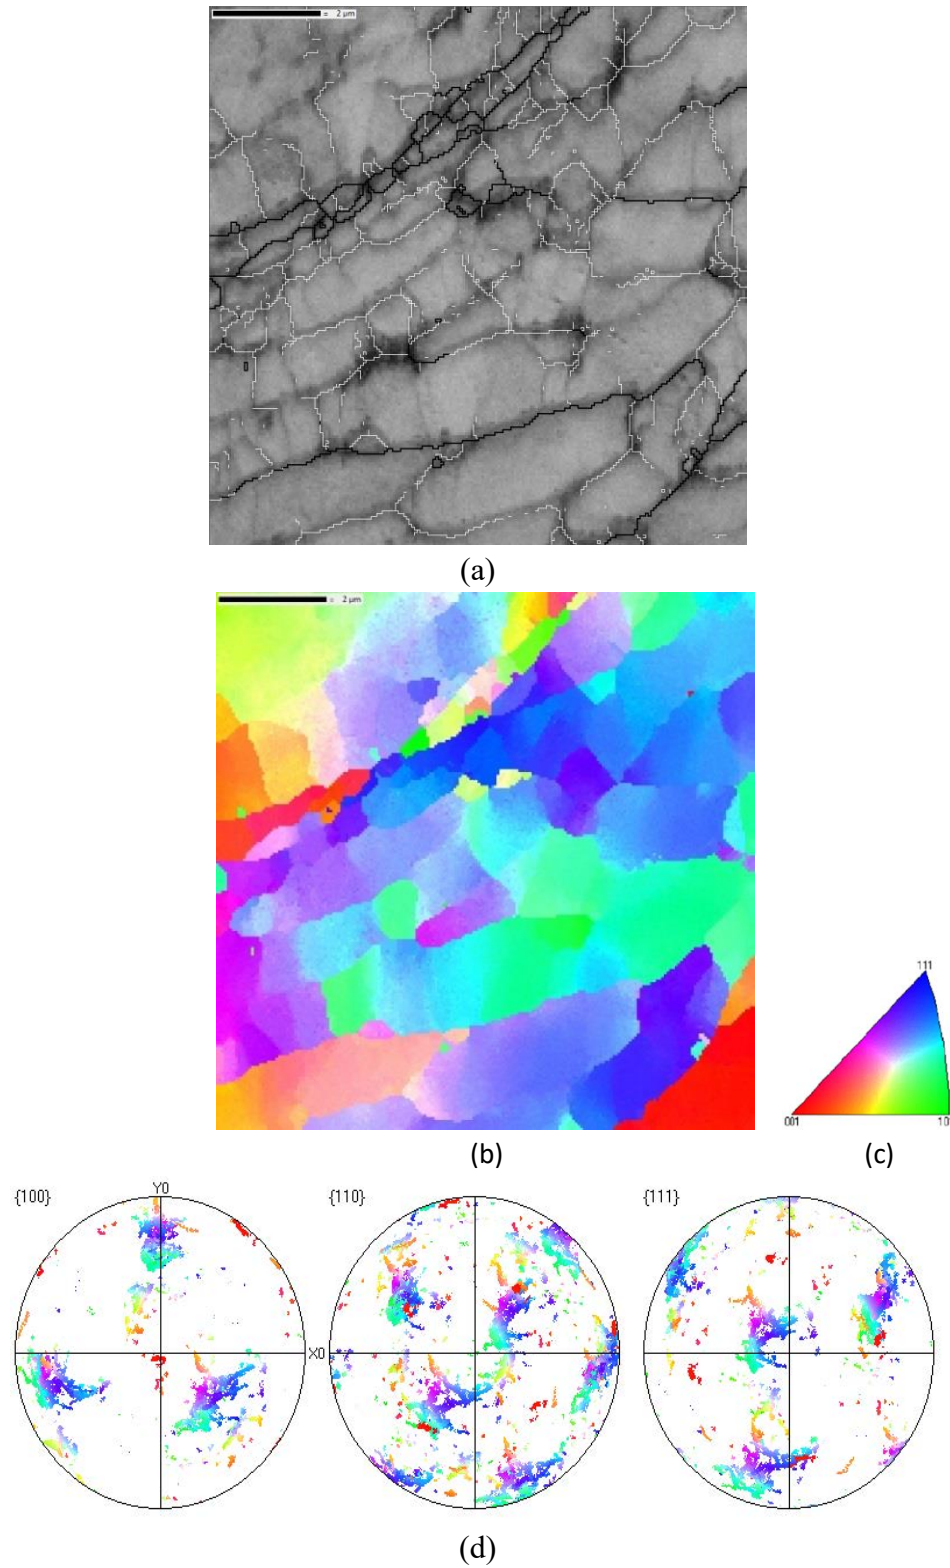 = 2 μm
(a)
= 2 μm
111
001
10
(b)
(c)
{100}
Y0
{110}
{111}
X0
(d)